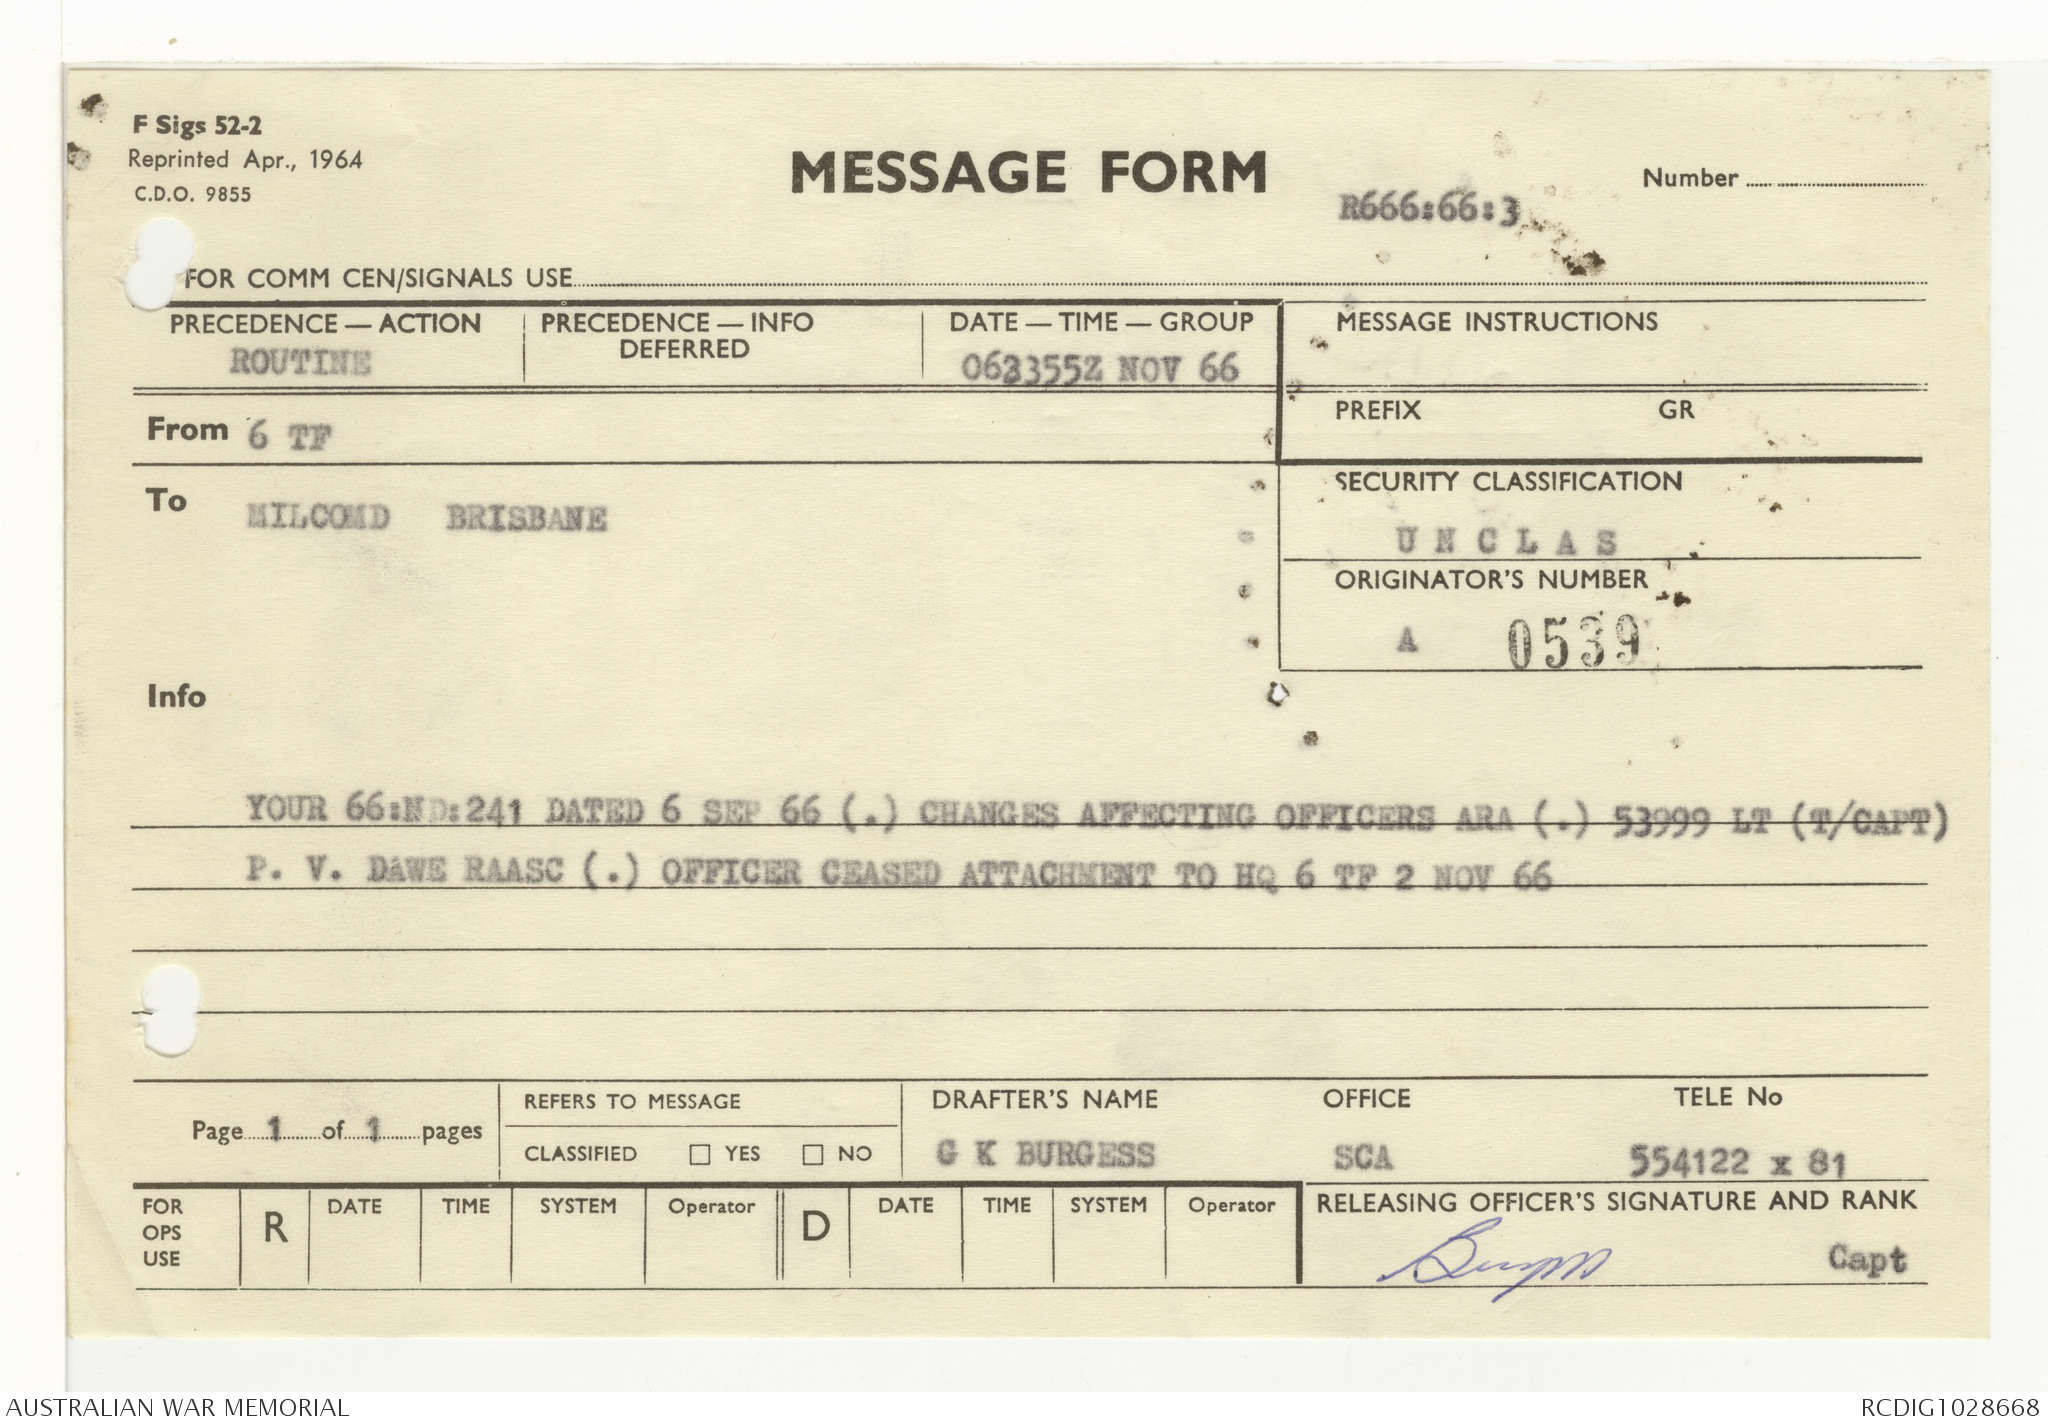 F Sigs 52-2
Reprinted Apr., 1964
C.D.O. 9855
MESSAGE FORM
Number
R666:66:3
FOR COMM CEN/SIGNALS USE
PRECEDENCE — ACTION
ROUTINE
PRECEDENCE — INFO
DEFERRED
DATE — TIME — GROUP
062355Z NOV 66
MESSAGE INSTRUCTIONS
PREFIX GR
From 6 TF
To MILCOMD BRISBANE
SECURITY CLASSIFICATION
U N C L A S
ORIGINATOR'S NUMBER
A 0539
Info
YOUR 66:ND:241 DATED 6 SEP 66 (.) CHANGES AFFECTING OFFICERS ARA (.) 53999 LT (T/CAPT)
P. V. DAWE RAASC (.) OFFICER CEASED ATTACHMENT TO HQ 6 TF 2 NOV 66
Page 1 of 1 pages
REFERS TO MESSAGE
CLASSIFIED YES NO
DRAFTER'S NAME
G K BURGESS
OFFICE
SCA
TELE No
554122 x 81
FOR OPS USE
R DATE TIME SYSTEM Operator
D DATE TIME SYSTEM Operator
RELEASING OFFICER'S SIGNATURE AND RANK
Burgess Capt
AUSTRALIAN WAR MEMORIAL
RCDIG1028668